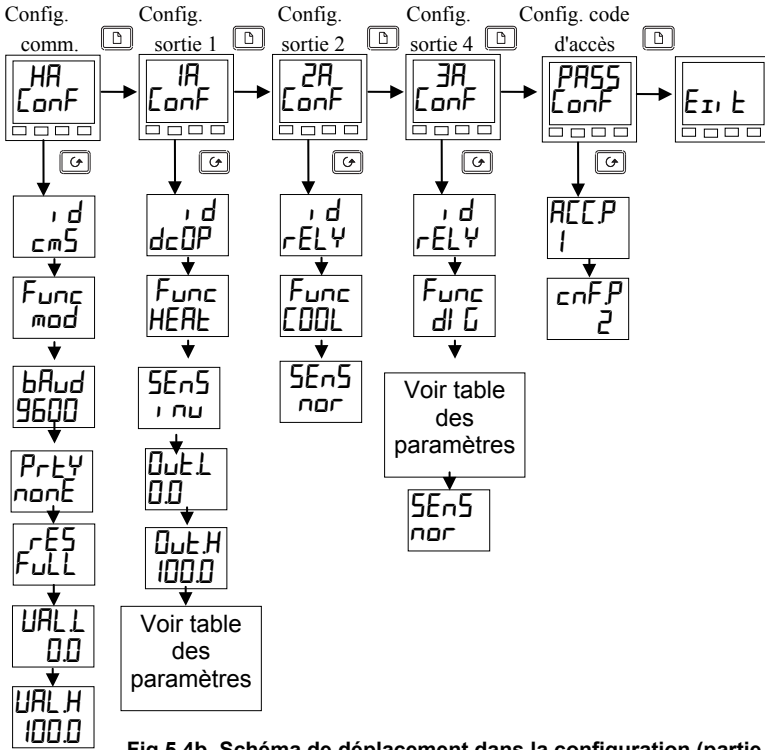 Config. comm.
Config. sortie 1
Config. sortie 2
Config. sortie 4
Config. code d'accès
HA
ConF
1A
ConF
2A
ConF
3A
ConF
PASS
ConF
Exit
id
cmS
Func
mod
bAud
9600
PrtY
nonE
rES
FuLL
VAL.L
0.0
VAL.H
100.0
id
dcOP
Func
HEAt
SEnS
inv
Out.L
0.0
Out.H
100.0
Voir table
des
paramètres
id
rELY
Func
COOL
SEnS
nor
id
rELY
Func
diG
Voir table
des
paramètres
SEnS
nor
ACC.P
1
cnF.P
2
Fig 5.4b Schéma de déplacement dans la configuration (partie